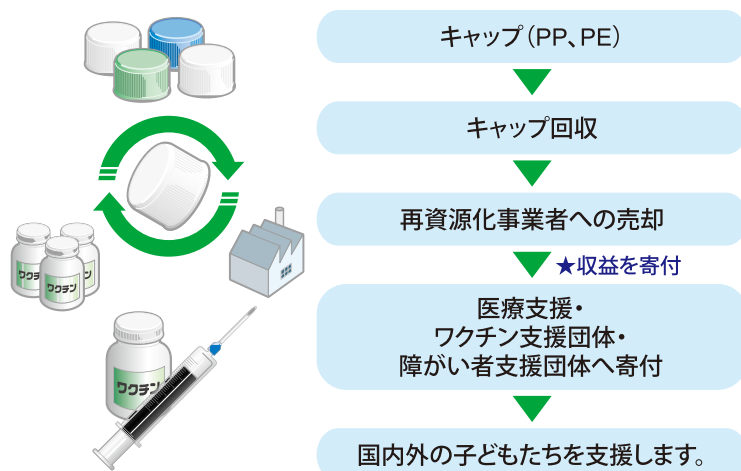 キャップ（PP、PE）
キャップ回収
再資源化事業者への売却
★収益を寄付
医療支援・
ワクチン支援団体・
障がい者支援団体へ寄付
国内外の子どもたちを支援します。
ワクチン
ワクチン
ワクチン
ワクチン